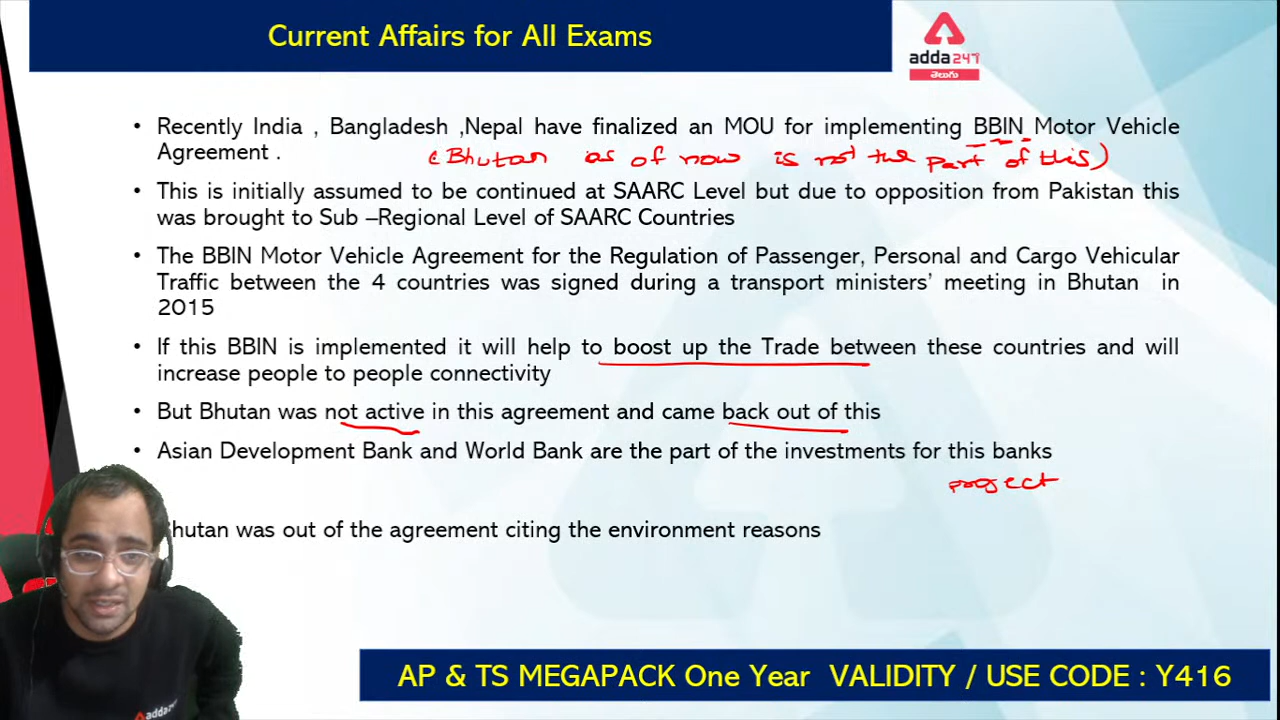 Current Affairs for All Exams
adda247
తెలుగు
• Recently India , Bangladesh ,Nepal have finalized an MOU for implementing BBIN Motor Vehicle
Agreement .
(Bhutan as of now is not the part of this)
• This is initially assumed to be continued at SAARC Level but due to opposition from Pakistan this
was brought to Sub –Regional Level of SAARC Countries
• The BBIN Motor Vehicle Agreement for the Regulation of Passenger, Personal and Cargo Vehicular
Traffic between the 4 countries was signed during a transport ministers’ meeting in Bhutan in
2015
• If this BBIN is implemented it will help to boost up the Trade between these countries and will
increase people to people connectivity
• But Bhutan was not active in this agreement and came back out of this
• Asian Development Bank and World Bank are the part of the investments for this banks
project
Bhutan was out of the agreement citing the environment reasons
adda247
AP & TS MEGAPACK One Year VALIDITY / USE CODE : Y416